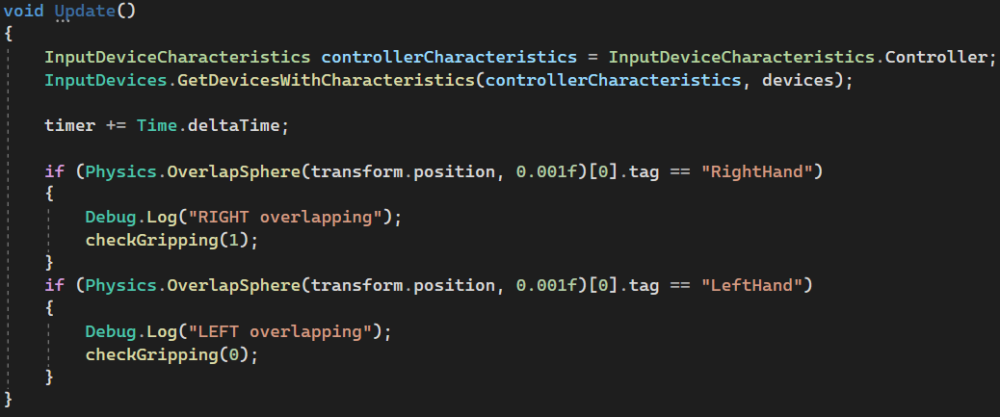 void Update()
{
    InputDeviceCharacteristics controllerCharacteristics = InputDeviceCharacteristics.Controller;
    InputDevices.GetDevicesWithCharacteristics(controllerCharacteristics, devices);

    timer += Time.deltaTime;

    if (Physics.OverlapSphere(transform.position, 0.001f)[0].tag == "RightHand")
    {
        Debug.Log("RIGHT overlapping");
        checkGripping(1);
    }
    if (Physics.OverlapSphere(transform.position, 0.001f)[0].tag == "LeftHand")
    {
        Debug.Log("LEFT overlapping");
        checkGripping(0);
    }
}